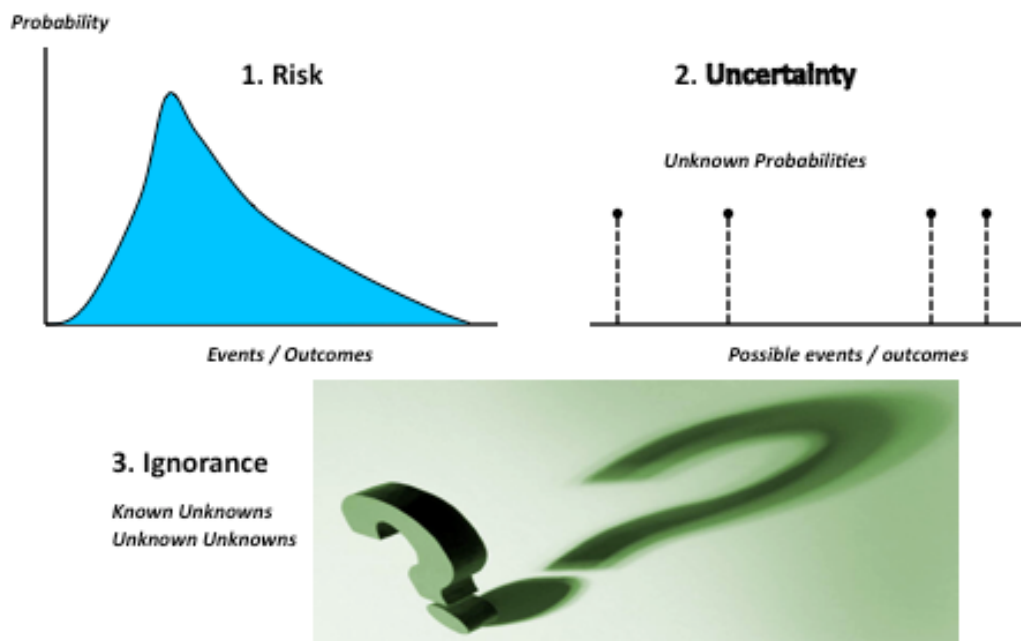 Probability
1. Risk
Events / Outcomes
2. Uncertainty
Unknown Probabilities
Possible events / outcomes
3. Ignorance
Known Unknowns
Unknown Unknowns